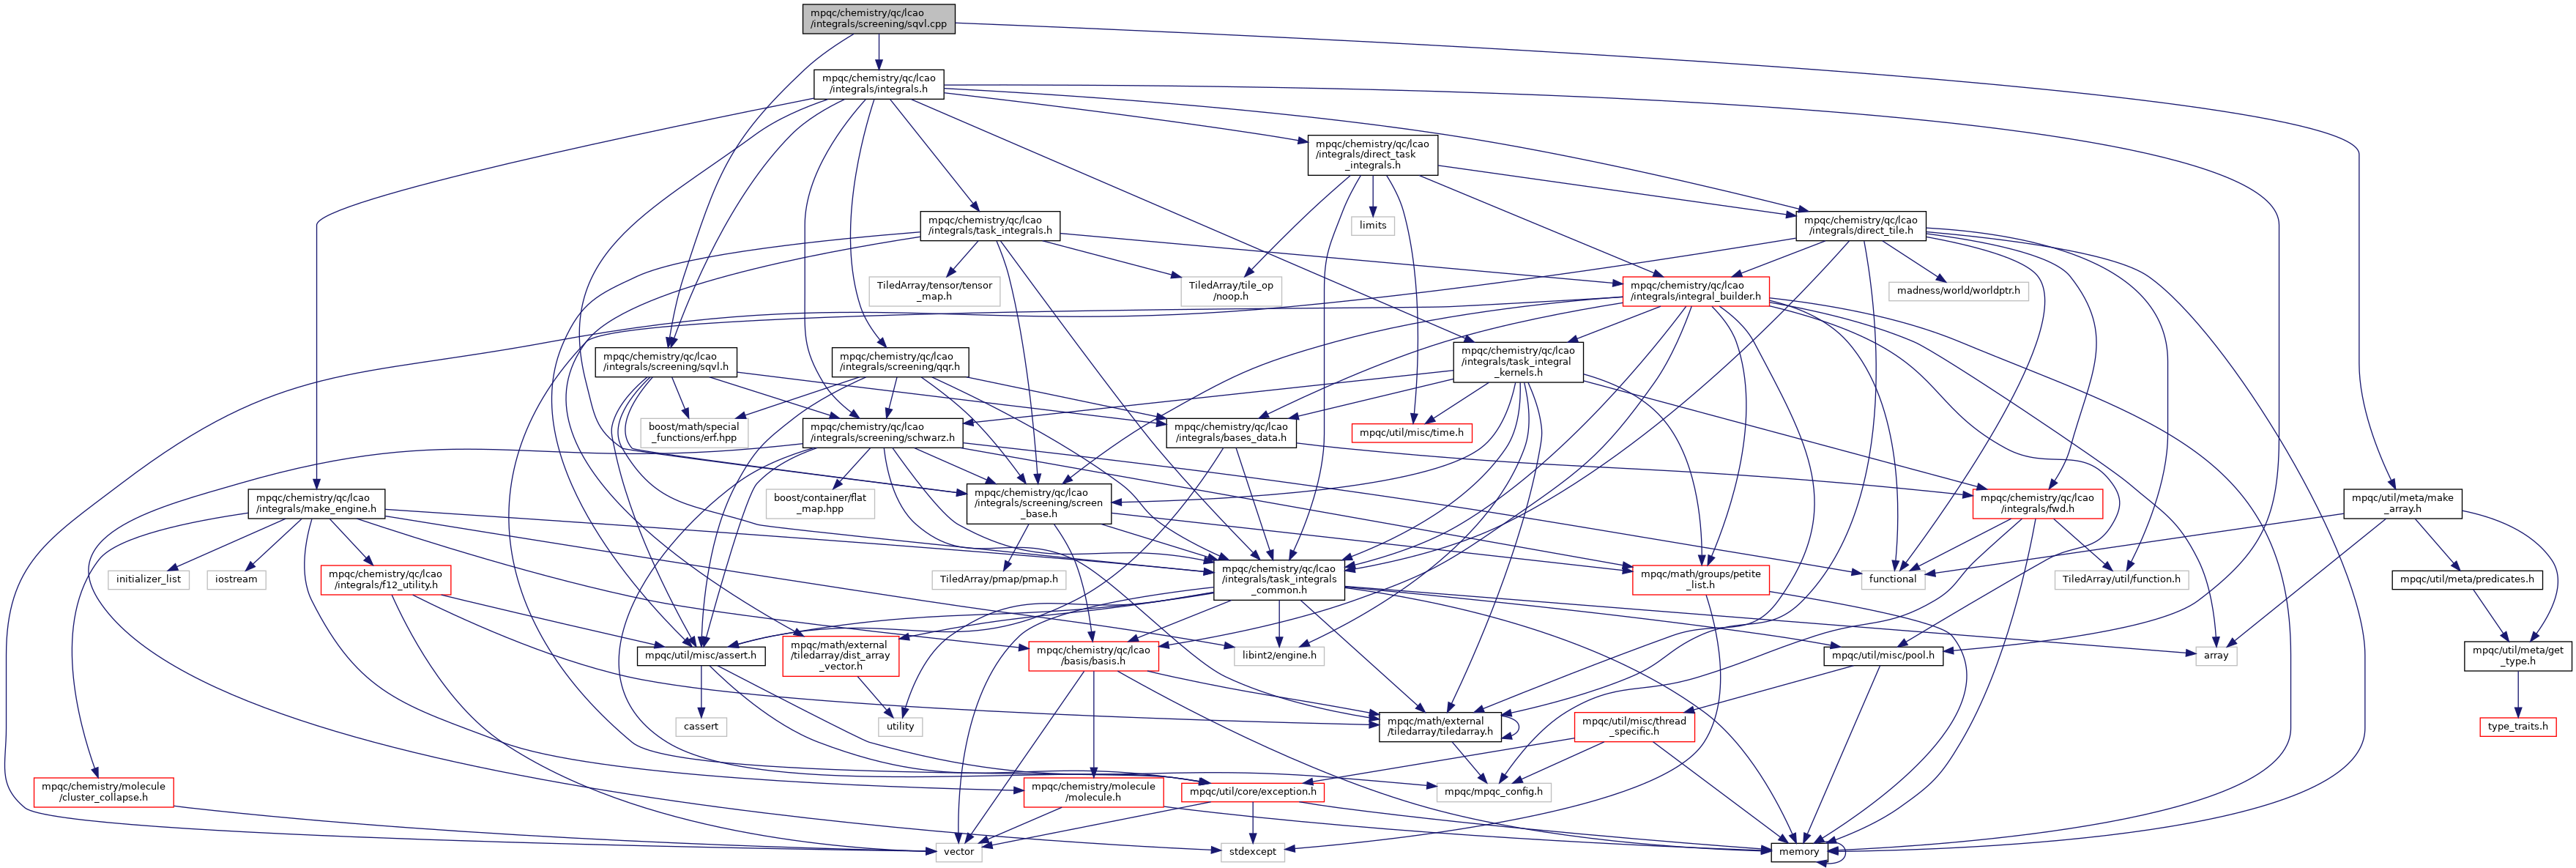 mpqc/chemistry/qc/lcao
/integrals/screening/sqvl.cpp
mpqc/chemistry/qc/lcao
/integrals/integrals.h
mpqc/chemistry/qc/lcao
/integrals/direct_task
_integrals.h
mpqc/chemistry/qc/lcao
/integrals/task_integrals.h
limits
mpqc/chemistry/qc/lcao
/integrals/direct_tile.h
TiledArray/tensor/tensor
_map.h
TiledArray/tile_op
/noop.h
mpqc/chemistry/qc/lcao
/integrals/integral_builder.h
madness/world/worldptr.h
mpqc/chemistry/qc/lcao
/integrals/screening/sqvl.h
mpqc/chemistry/qc/lcao
/integrals/screening/qqr.h
mpqc/chemistry/qc/lcao
/integrals/task_integral
_kernels.h
boost/math/special
_functions/erf.hpp
mpqc/chemistry/qc/lcao
/integrals/screening/schwarz.h
mpqc/chemistry/qc/lcao
/integrals/bases_data.h
mpqc/util/misc/time.h
mpqc/chemistry/qc/lcao
/integrals/make_engine.h
boost/container/flat
_map.hpp
mpqc/chemistry/qc/lcao
/integrals/screening/screen
_base.h
mpqc/chemistry/qc/lcao
/integrals/fwd.h
mpqc/util/meta/make
_array.h
initializer_list
iostream
mpqc/chemistry/qc/lcao
/integrals/f12_utility.h
TiledArray/pmap/pmap.h
mpqc/chemistry/qc/lcao
/integrals/task_integrals
_common.h
mpqc/math/groups/petite
_list.h
functional
TiledArray/util/function.h
mpqc/util/meta/predicates.h
mpqc/util/misc/assert.h
mpqc/math/external
/tiledarray/dist_array
_vector.h
mpqc/chemistry/qc/lcao
/basis/basis.h
libint2/engine.h
mpqc/util/misc/pool.h
array
mpqc/util/meta/get
_type.h
cassert
utility
mpqc/math/external
/tiledarray/tiledarray.h
mpqc/util/misc/thread
_specific.h
type_traits.h
mpqc/chemistry/molecule
/cluster_collapse.h
mpqc/chemistry/molecule
/molecule.h
mpqc/util/core/exception.h
mpqc/mpqc_config.h
vector
stdexcept
memory